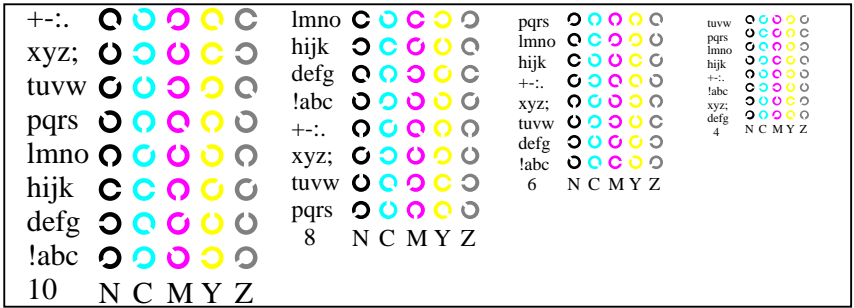 +-:.
xyz;
tuvw
pqrs
lmno
hijk
defg
!abc
10 N C M Y Z
lmno
hijk
defg
!abc
+-:.
xyz;
tuvw
pqrs
8 N C M Y Z
pqrs
lmno
hijk
+-:.
xyz;
tuvw
defg
!abc
6 N C M Y Z
tuvw
pqrs
lmno
hijk
+-:.
!abc
xyz;
defg
4 N C M Y Z